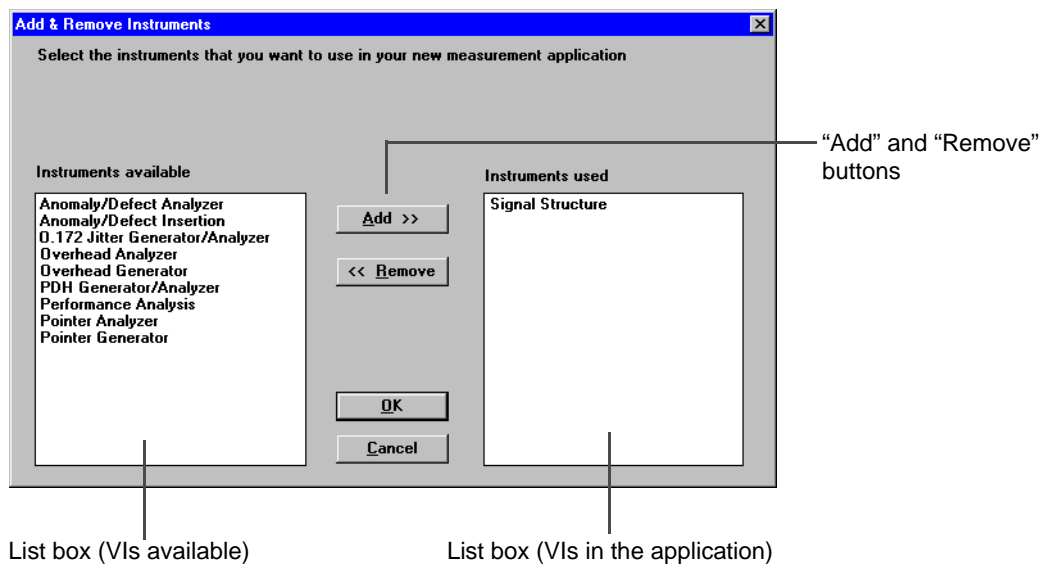 Add & Remove Instruments
Select the instruments that you want to use in your new measurement application
“Add” and “Remove”
buttons
Instruments available
Anomaly/Defect Analyzer
Anomaly/Defect Insertion
O.172 Jitter Generator/Analyzer
Overhead Analyzer
Overhead Generator
PDH Generator/Analyzer
Performance Analysis
Pointer Analyzer
Pointer Generator
Add >>
<< Remove
OK
Cancel
Instruments used
Signal Structure
List box (VIs available)
List box (VIs in the application)